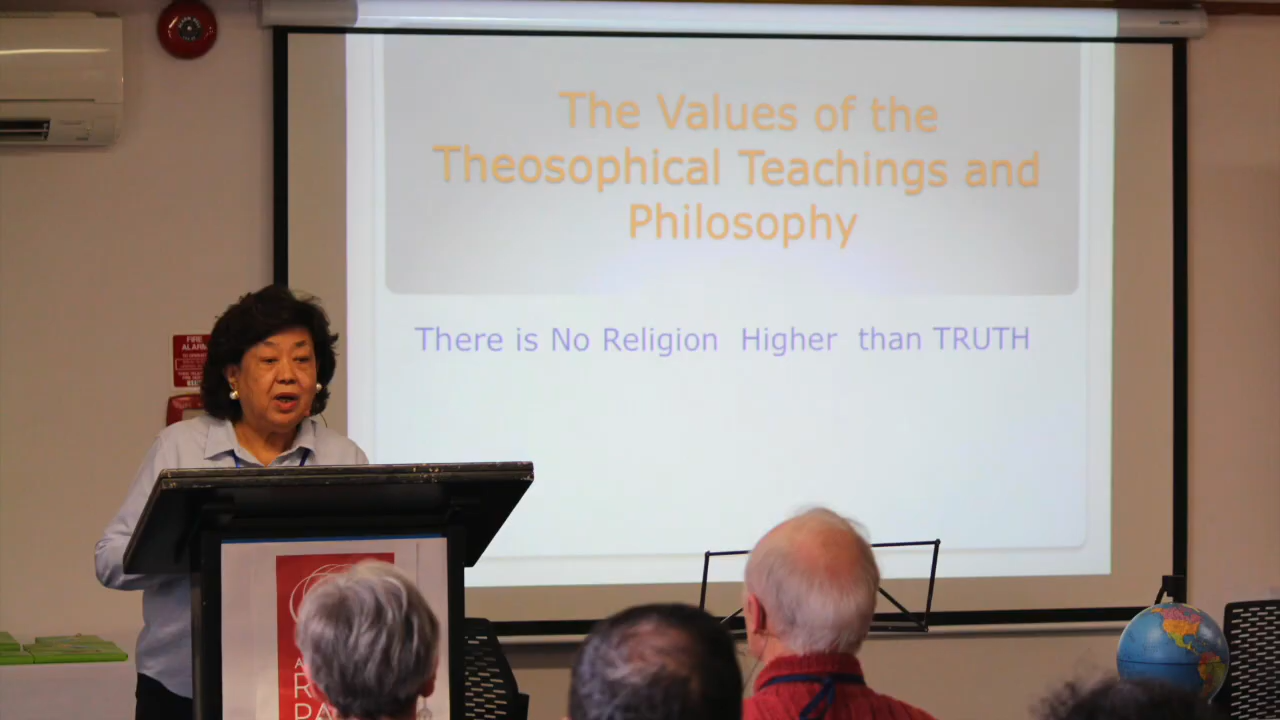 The Values of the
Theosophical Teachings and
Philosophy
There is No Religion Higher than TRUTH
FIRE
ALARM